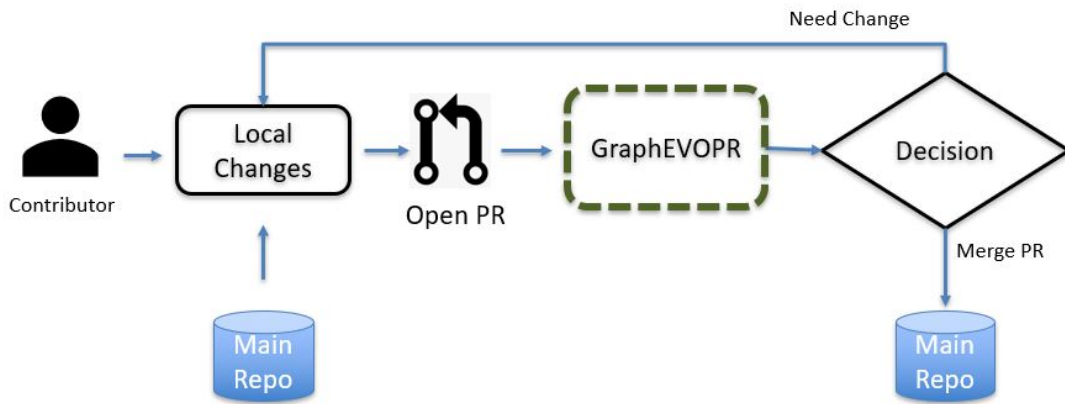 Need Change
Contributor
Local
Changes
Open PR
GraphEVOPR
Decision
Merge PR
Main
Repo
Main
Repo